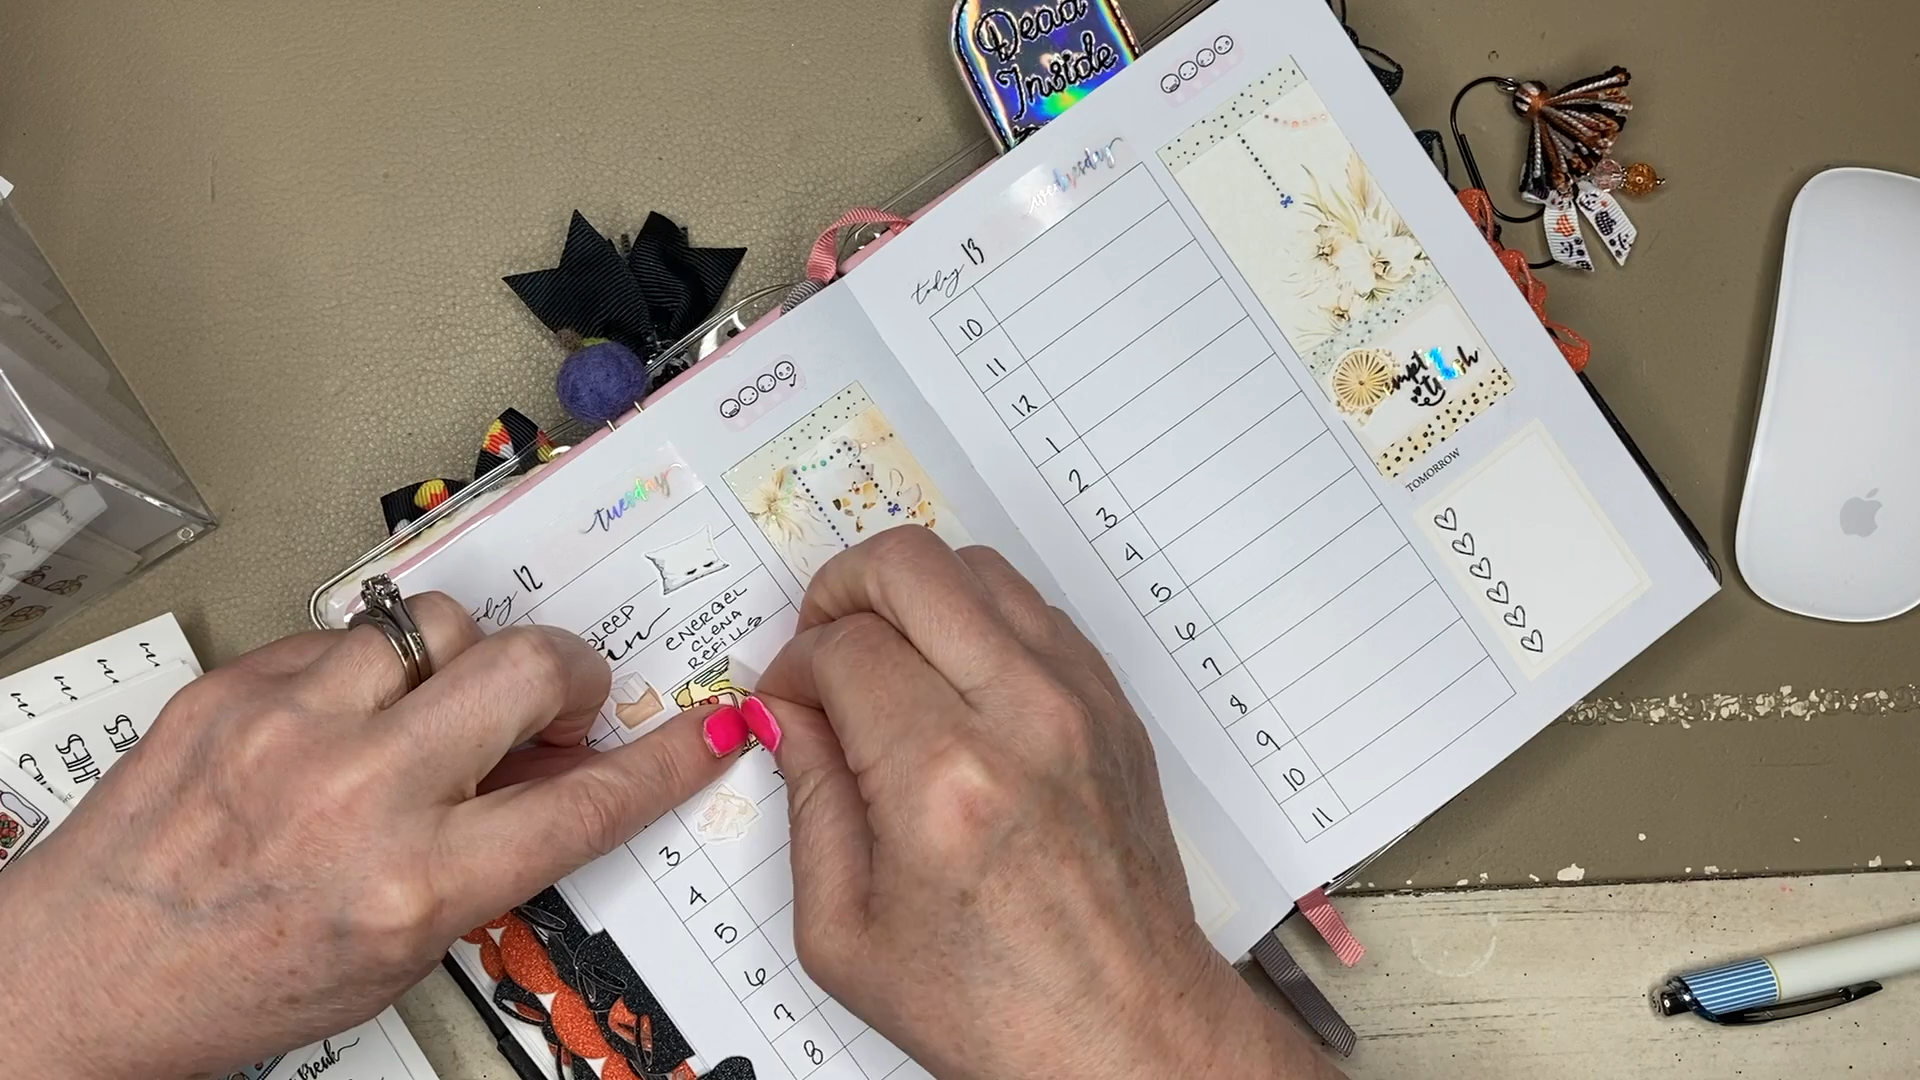 Dead
Inside
wednesday
today 13
10
11
12
1
2
3
4
5
6
7
8
9
10
11
TOMORROW
tuesday
12
SLEEP
ENERGEL
CLENA
REFILLS
3
4
5
6
7
8
Break